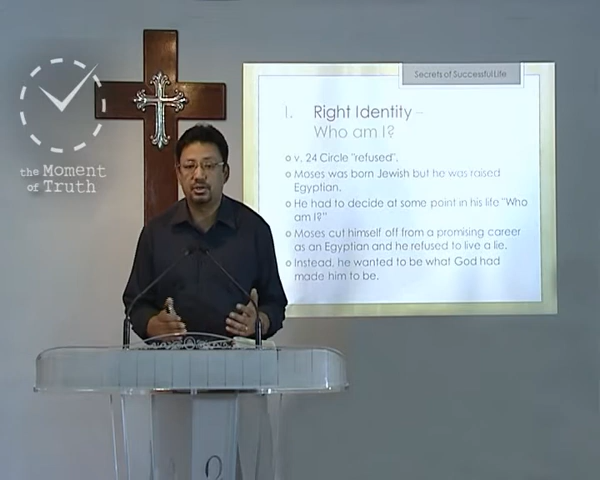 the Moment
of Truth
Secrets of Successful Life
I. Right Identity –
Who am I?
v. 24 Circle "refused".
Moses was born Jewish but he was raised
Egyptian.
He had to decide at some point in his life "Who
am I?"
Moses cut himself off from a promising career
as an Egyptian and he refused to live a lie.
Instead, he wanted to be what God had
made him to be.